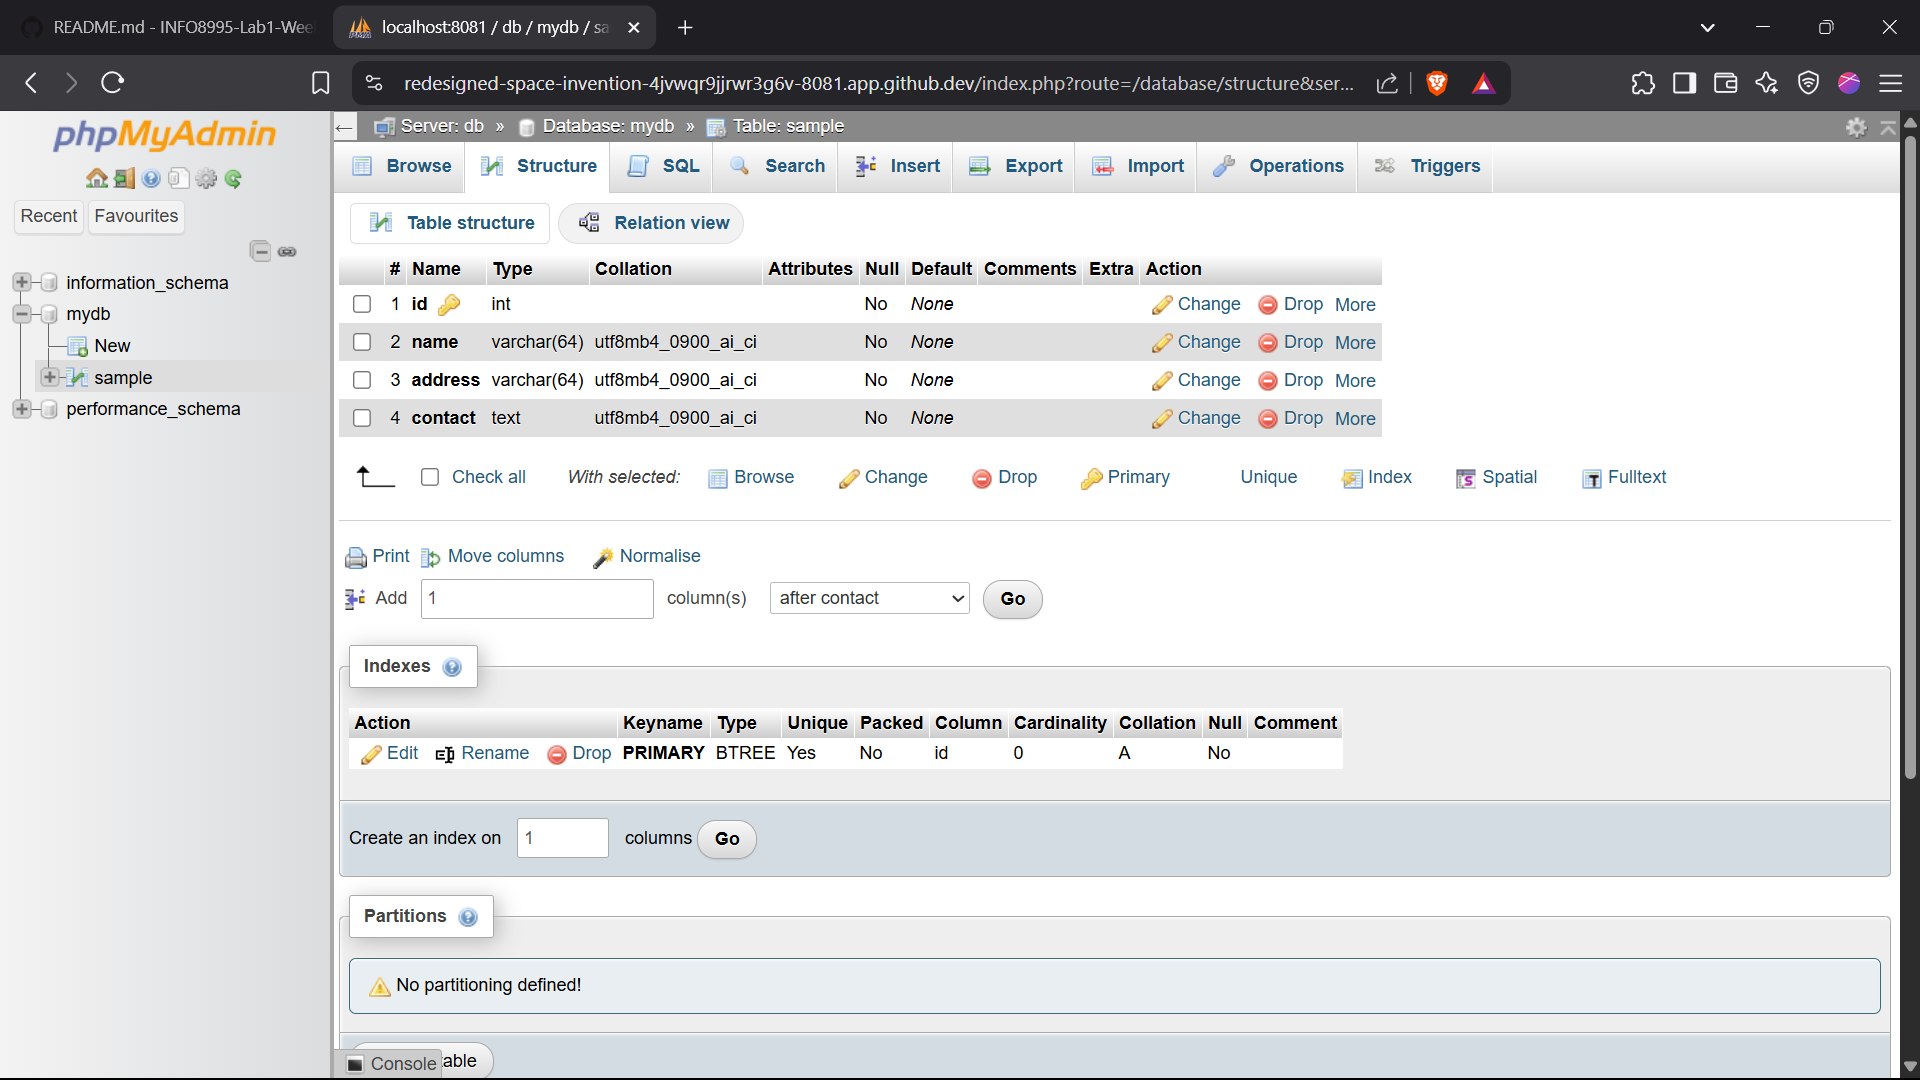 README.md - INFO8995-Lab1-Wee
localhost:8081 / db / mydb / sa
redesigned-space-invention-4jvwqr9jjrwr3g6v-8081.app.github.dev/index.php?route=/database/structure&ser...
phpMyAdmin
Recent Favourites
information_schema
mydb
New
sample
performance_schema
Server: db » Database: mydb » Table: sample
Browse Structure SQL Search Insert Export Import Operations Triggers
Table structure Relation view
# Name Type Collation Attributes Null Default Comments Extra Action
1 id int No None Change Drop More
2 name varchar(64) utf8mb4_0900_ai_ci No None Change Drop More
3 address varchar(64) utf8mb4_0900_ai_ci No None Change Drop More
4 contact text utf8mb4_0900_ai_ci No None Change Drop More
Check all With selected: Browse Change Drop Primary Unique Index Spatial Fulltext
Print Move columns Normalise
Add 1 column(s) after contact Go
Indexes
Action Keyname Type Unique Packed Column Cardinality Collation Null Comment
Edit Rename Drop PRIMARY BTREE Yes No id 0 A No
Create an index on 1 columns Go
Partitions
No partitioning defined!
Console able